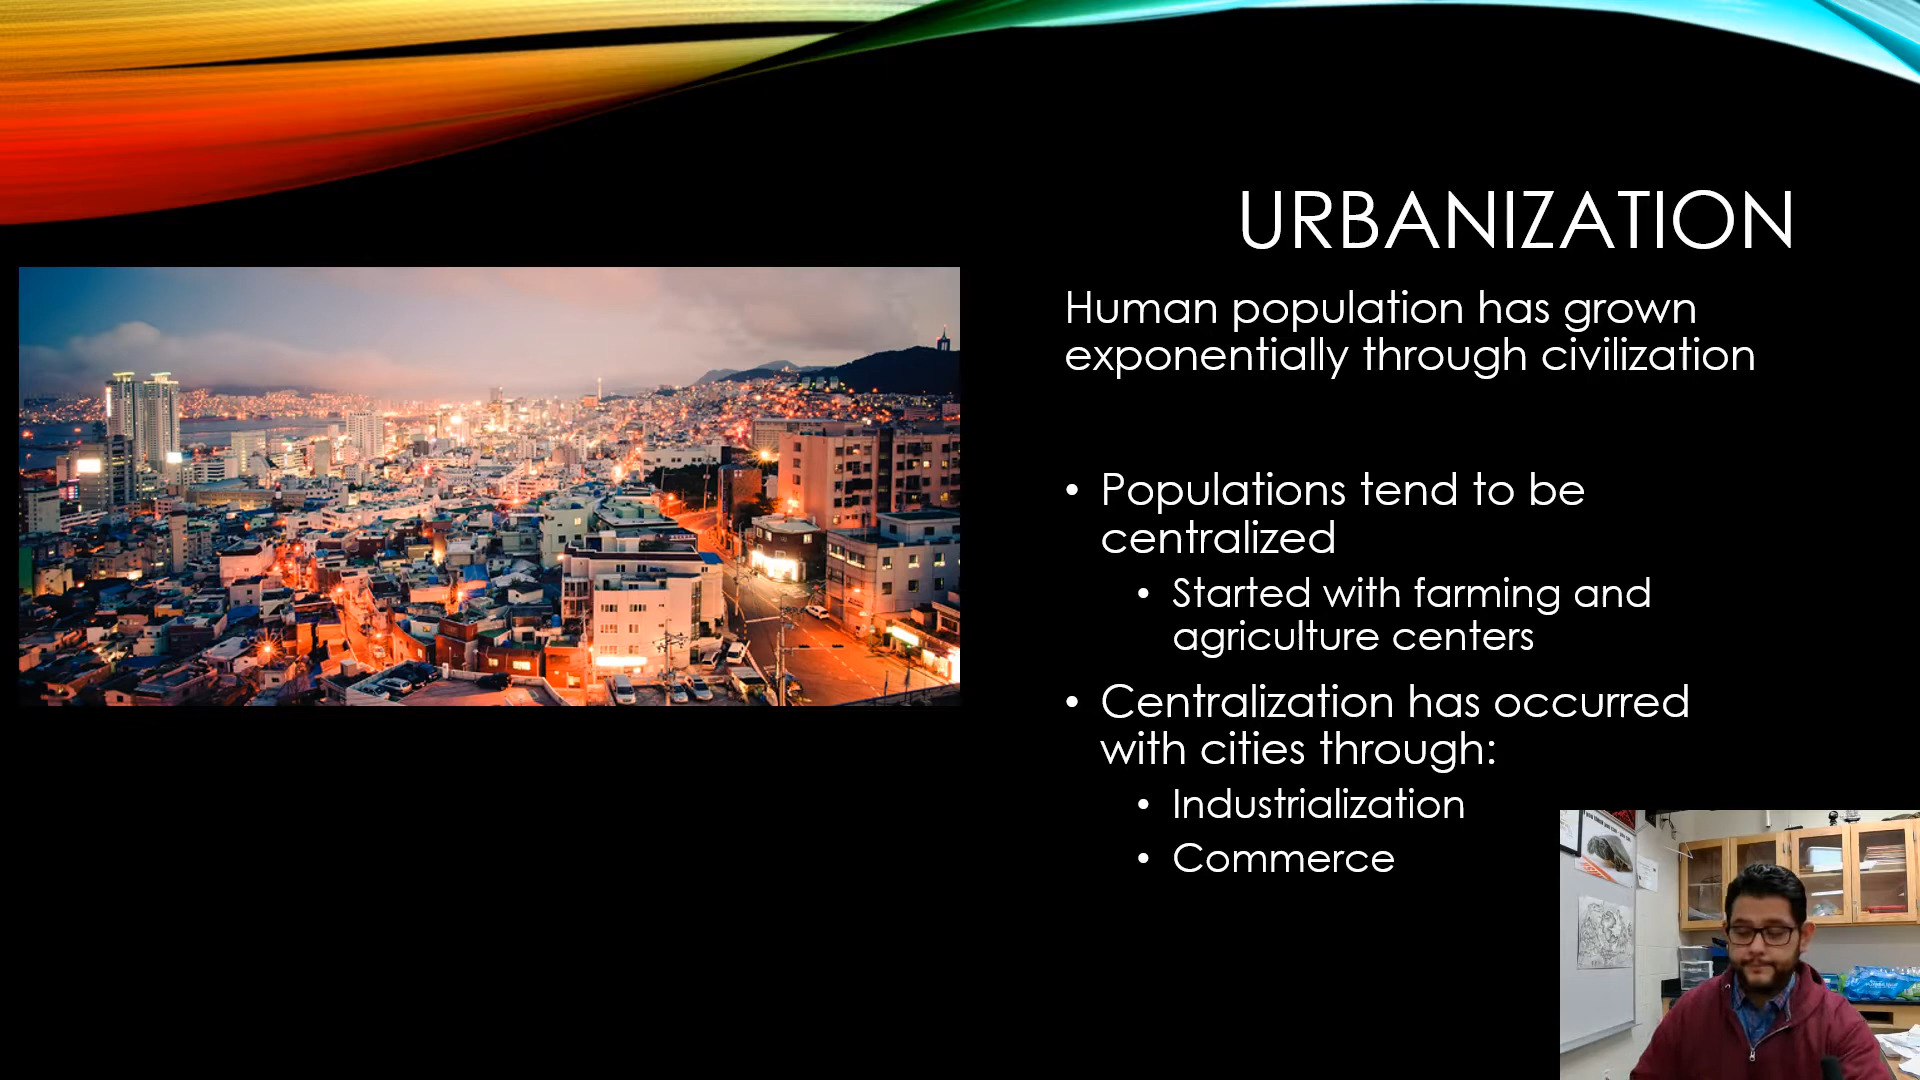 URBANIZATION
Human population has grown
exponentially through civilization
• Populations tend to be
centralized
• Started with farming and
agriculture centers
• Centralization has occurred
with cities through:
• Industrialization
• Commerce